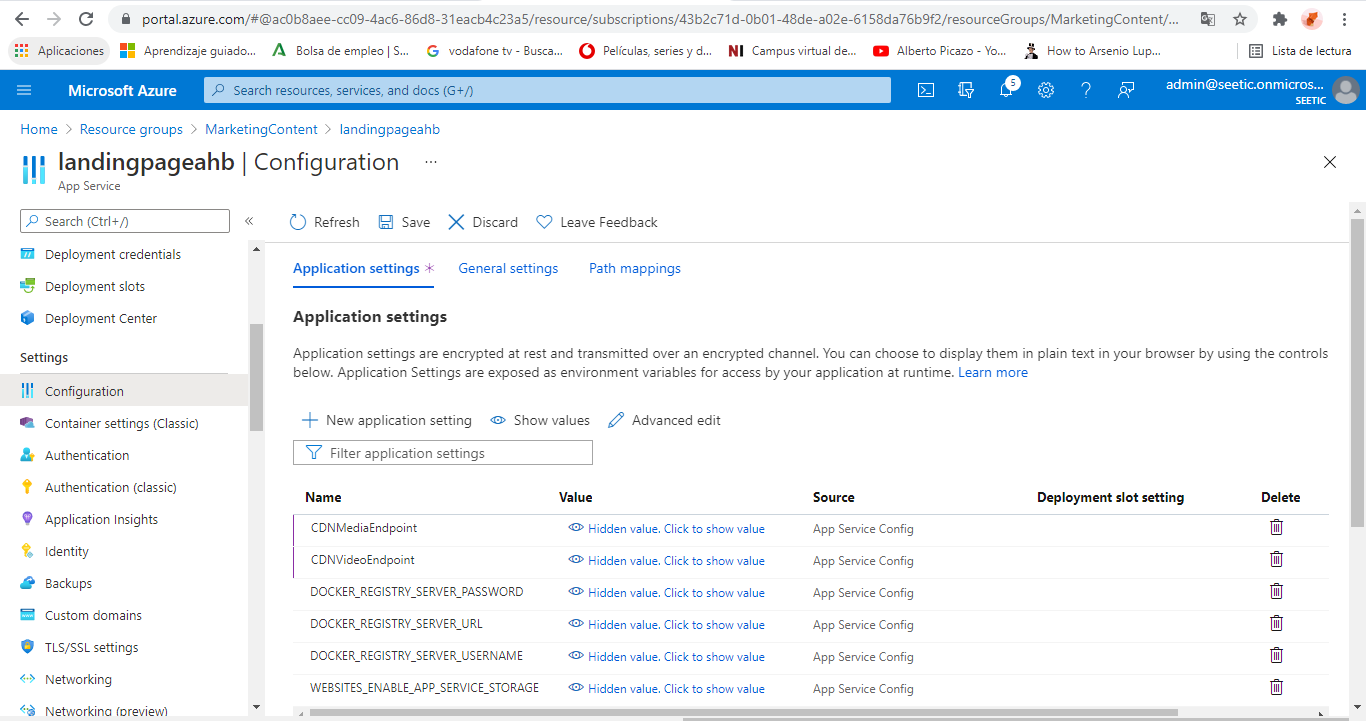 portal.azure.com/#@ac0b8aee-cc09-4ac6-86d8-31eacb4c23a5/resource/subscriptions/43b2c71d-0b01-48de-a02e-6158da76b9f2/resourceGroups/MarketingContent/...
Aplicaciones Aprendizaje guiado... Bolsa de empleo | S... vodafone tv - Busca... Películas, series y d... NI Campus virtual de... Alberto Picazo - Yo... How to Arsenio Lup... Lista de lectura
Microsoft Azure Search resources, services, and docs (G+/) 5 admin@seetic.onmicros...
SEETIC
Home > Resource groups > MarketingContent > landingpageahb
landingpageahb | Configuration ...
App Service
Search (Ctrl+/) «
Refresh Save Discard Leave Feedback
Deployment credentials
Deployment slots
Deployment Center
Settings
Configuration
Container settings (Classic)
Authentication
Authentication (classic)
Application Insights
Identity
Backups
Custom domains
TLS/SSL settings
Networking
Networking (preview)
Application settings * General settings Path mappings
Application settings
Application settings are encrypted at rest and transmitted over an encrypted channel. You can choose to display them in plain text in your browser by using the controls
below. Application Settings are exposed as environment variables for access by your application at runtime. Learn more
New application setting Show values Advanced edit
Filter application settings
Name Value Source Deployment slot setting Delete
CDNMediaEndpoint Hidden value. Click to show value App Service Config
CDNVideoEndpoint Hidden value. Click to show value App Service Config
DOCKER_REGISTRY_SERVER_PASSWORD Hidden value. Click to show value App Service Config
DOCKER_REGISTRY_SERVER_URL Hidden value. Click to show value App Service Config
DOCKER_REGISTRY_SERVER_USERNAME Hidden value. Click to show value App Service Config
WEBSITES_ENABLE_APP_SERVICE_STORAGE Hidden value. Click to show value App Service Config